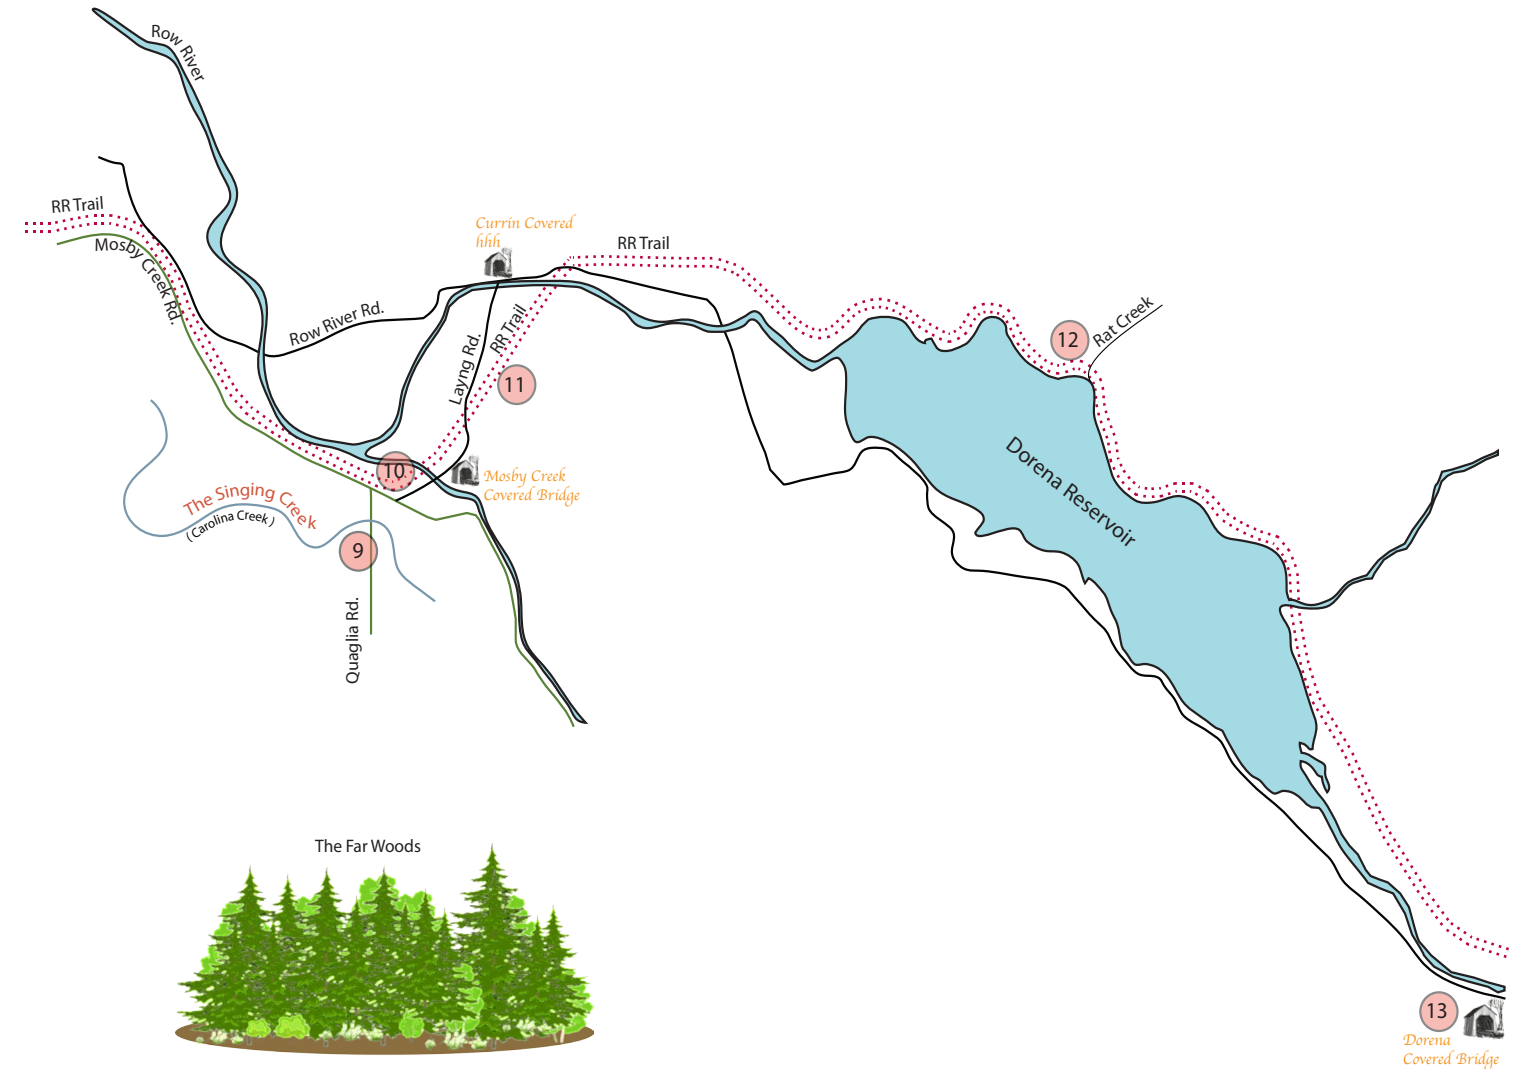 Row River
RR Trail
Mosby Creek Rd.
Row River Rd.
Currin Covered
hhh
RR Trail
RR Trail
Layng Rd.
11
12
Rat Creek
10
Mosby Creek
Covered Bridge
The Singing Creek
( Carolina Creek )
9
Quaglia Rd.
Dorena Reservoir
The Far Woods
13
Dorena
Covered Bridge